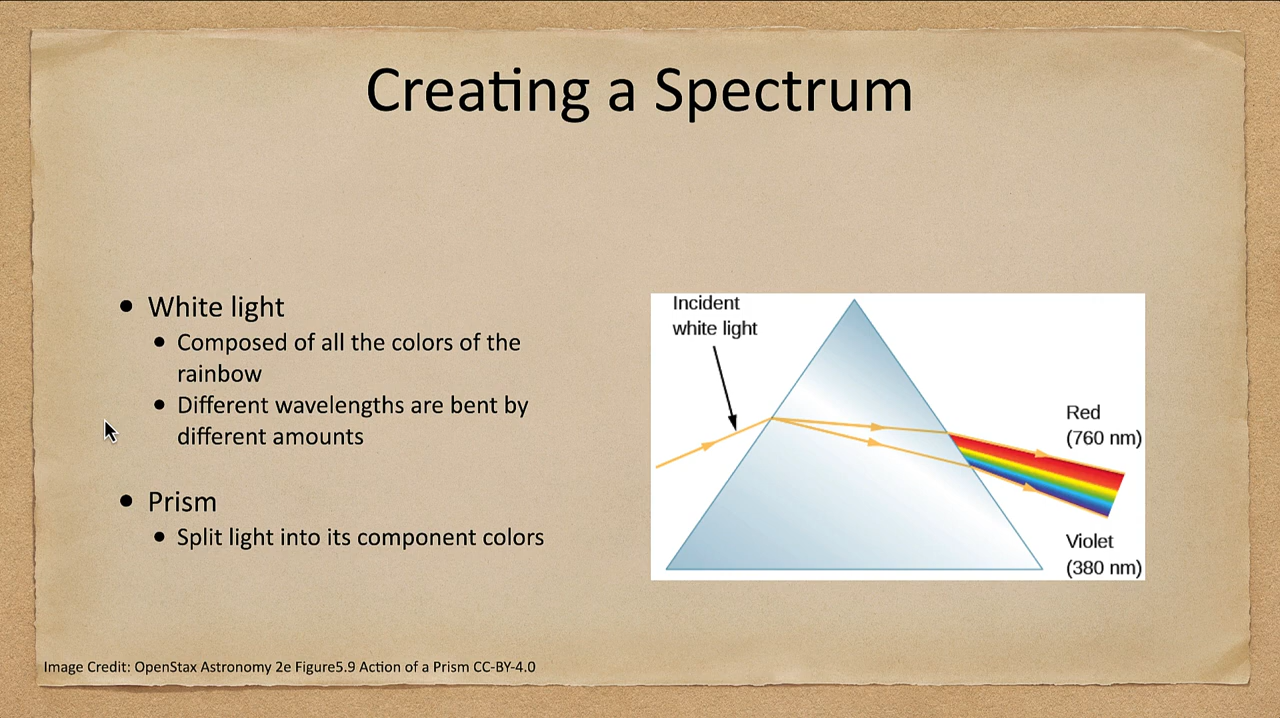 Creating a Spectrum
• White light
• Composed of all the colors of the
rainbow
• Different wavelengths are bent by
different amounts
• Prism
• Split light into its component colors
Incident
white light
Red
(760 nm)
Violet
(380 nm)
Image Credit: OpenStax Astronomy 2e Figure5.9 Action of a Prism CC-BY-4.0